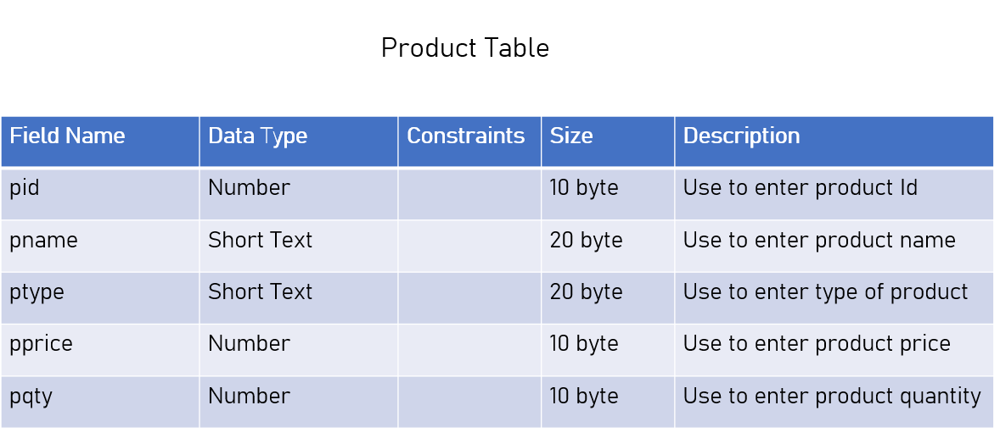 Product Table
Field Name Data Type Constraints Size Description
pid Number 10 byte Use to enter product Id
pname Short Text 20 byte Use to enter product name
ptype Short Text 20 byte Use to enter type of product
pprice Number 10 byte Use to enter product price
pqty Number 10 byte Use to enter product quantity